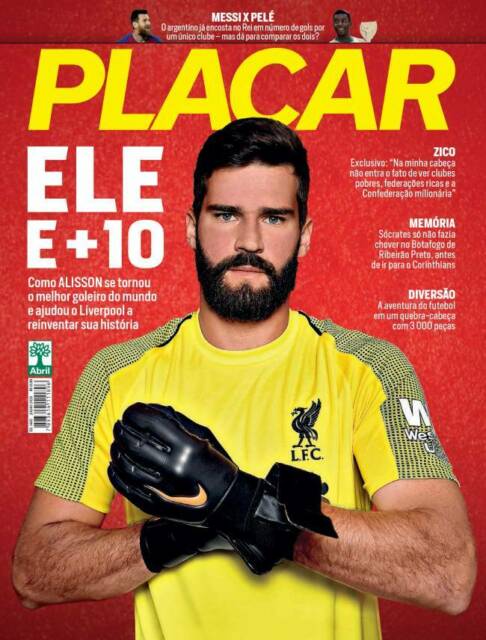 MESSI X PELÉ
O argentino já encosta no Rei em número de gols por
um único clube – mas dá para comparar os dois?
PLACAR
ELE
E + 10
Como ALISSON se tornou
o melhor goleiro do mundo
e ajudou o Liverpool a
reinventar sua história
Abril
ZICO
Exclusivo: “Na minha cabeça
não entra o fato de ver clubes
pobres, federações ricas e a
Confederação milionária”
MEMÓRIA
Sócrates só não fazia
chover no Botafogo de
Ribeirão Preto, antes
de ir para o Corinthians
DIVERSÃO
A aventura do futebol
em um quebra-cabeça
com 3 000 peças
L.F.C.
W